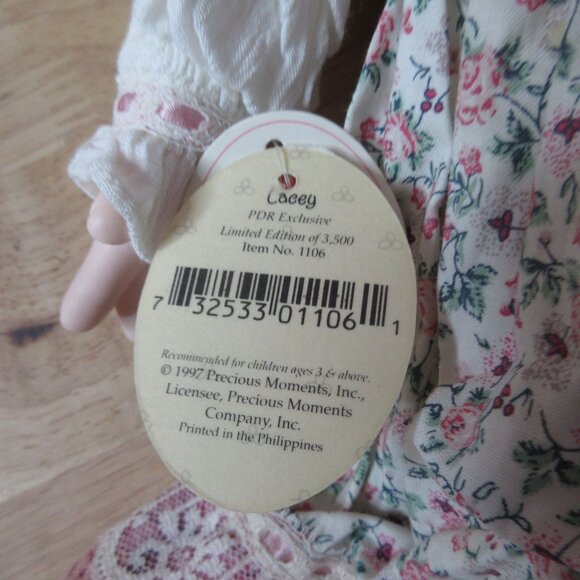 Lacey
PDR Exclusive
Limited Edition of 3,500
Item No. 1106
7 32533 01106 1
Recommended for children ages 3 & above.
© 1997 Precious Moments, Inc.,
Licensee, Precious Moments
Company, Inc.
Printed in the Philippines